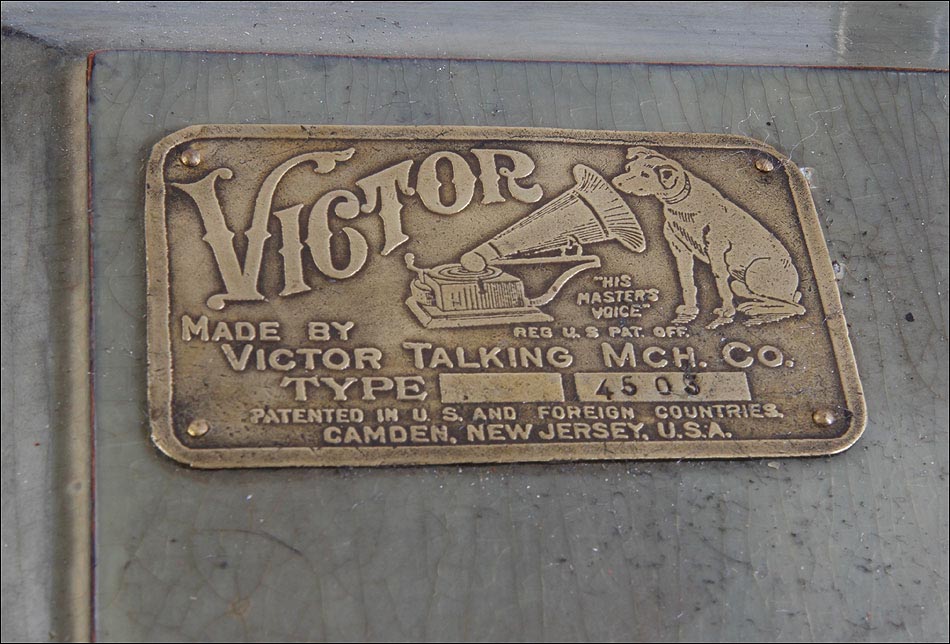 VICTOR
"HIS
MASTER'S
VOICE"
REG U.S PAT. OFF.
MADE BY
VICTOR TALKING MCH. CO.
TYPE 4503
PATENTED IN U.S. AND FOREIGN COUNTRIES.
CAMDEN, NEW JERSEY, U.S.A.